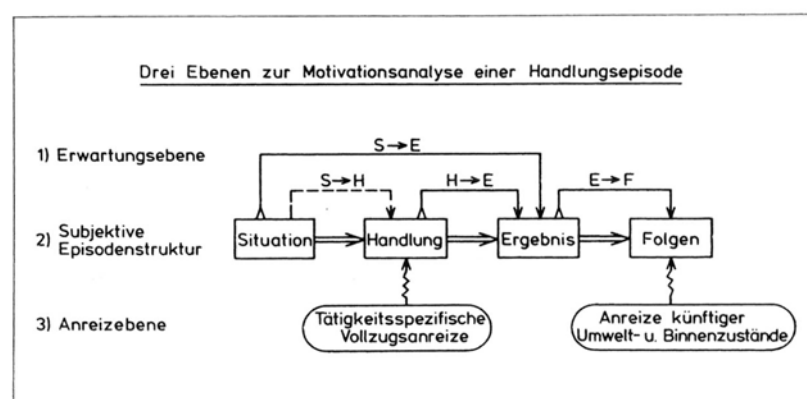 Drei Ebenen zur Motivationsanalyse einer Handlungsepisode
1) Erwartungsebene
S→E
S→H
H→E
E→F
2) Subjektive
Episodenstruktur
Situation
Handlung
Ergebnis
Folgen
3) Anreizebene
Tätigkeitsspezifische
Vollzugsanreize
Anreize künftiger
Umwelt- u. Binnenzustände